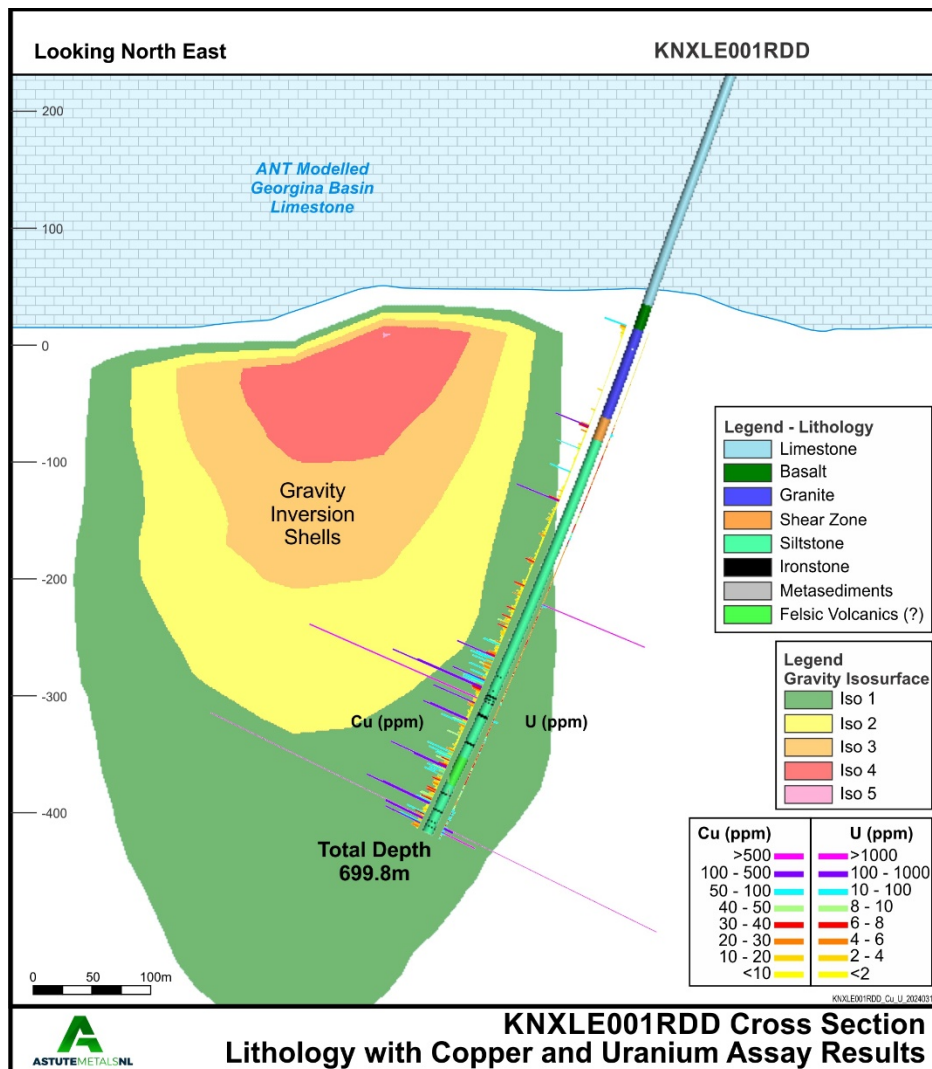 Looking North East
KNXLE001RDD
200
ANT Modelled
Georgina Basin
Limestone
100
0
-100
Gravity
Inversion
Shells
-200
-300
-400
Cu (ppm)
U (ppm)
Total Depth
699.8m
Legend - Lithology
Limestone
Basalt
Granite
Shear Zone
Siltstone
Ironstone
Metasediments
Felsic Volcanics (?)
Legend
Gravity Isosurface
Iso 1
Iso 2
Iso 3
Iso 4
Iso 5
Cu (ppm) U (ppm)
>500 >1000
100 - 500 100 - 1000
50 - 100 10 - 100
40 - 50 8 - 10
30 - 40 6 - 8
20 - 30 4 - 6
10 - 20 2 - 4
<10 <2
0 50 100m
KNXLE001RDD_Cu_U_2024031
ASTUTEMETALSNL
KNXLE001RDD Cross Section
Lithology with Copper and Uranium Assay Results